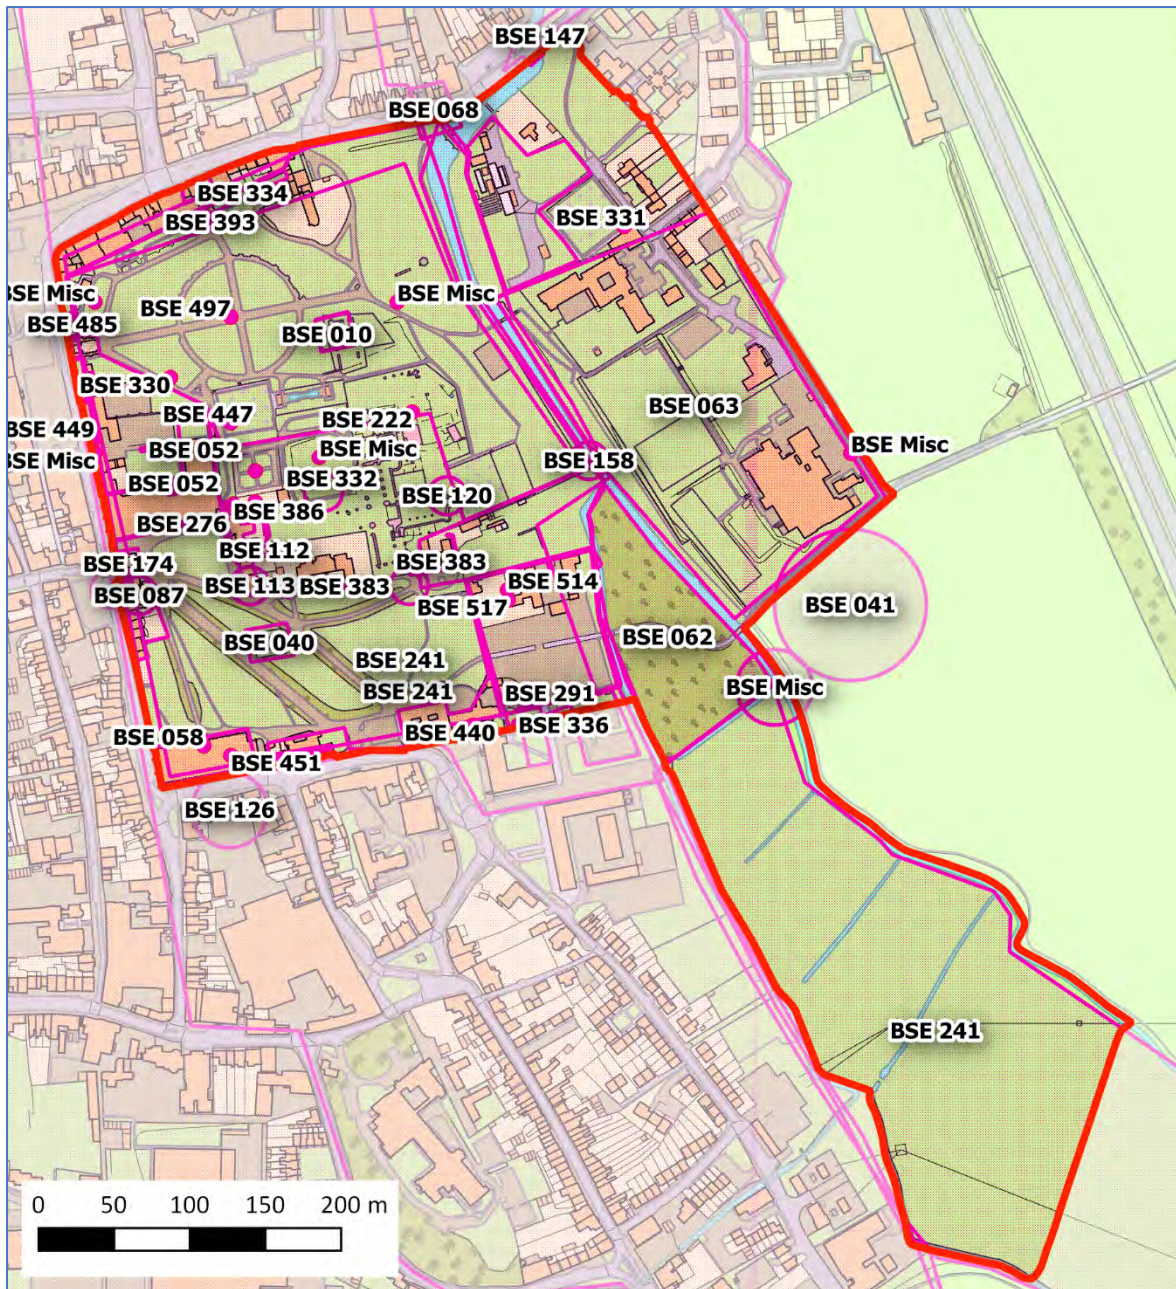 BSE 147
BSE 068
BSE 334
BSE 393
BSE 331
BSE Misc
BSE Misc
BSE 497
BSE 485
BSE 010
BSE 330
BSE 063
BSE 447
BSE 222
BSE 449
BSE 052
BSE Misc
BSE Misc
BSE Misc
BSE 158
BSE 332
BSE 052
BSE 120
BSE 386
BSE 276
BSE 112
BSE 174
BSE 383
BSE 113
BSE 383
BSE 514
BSE 087
BSE 517
BSE 041
BSE 040
BSE 062
BSE 241
BSE 241
BSE Misc
BSE 291
BSE 336
BSE 440
BSE 058
BSE 451
BSE 126
BSE 241
0 50 100 150 200 m